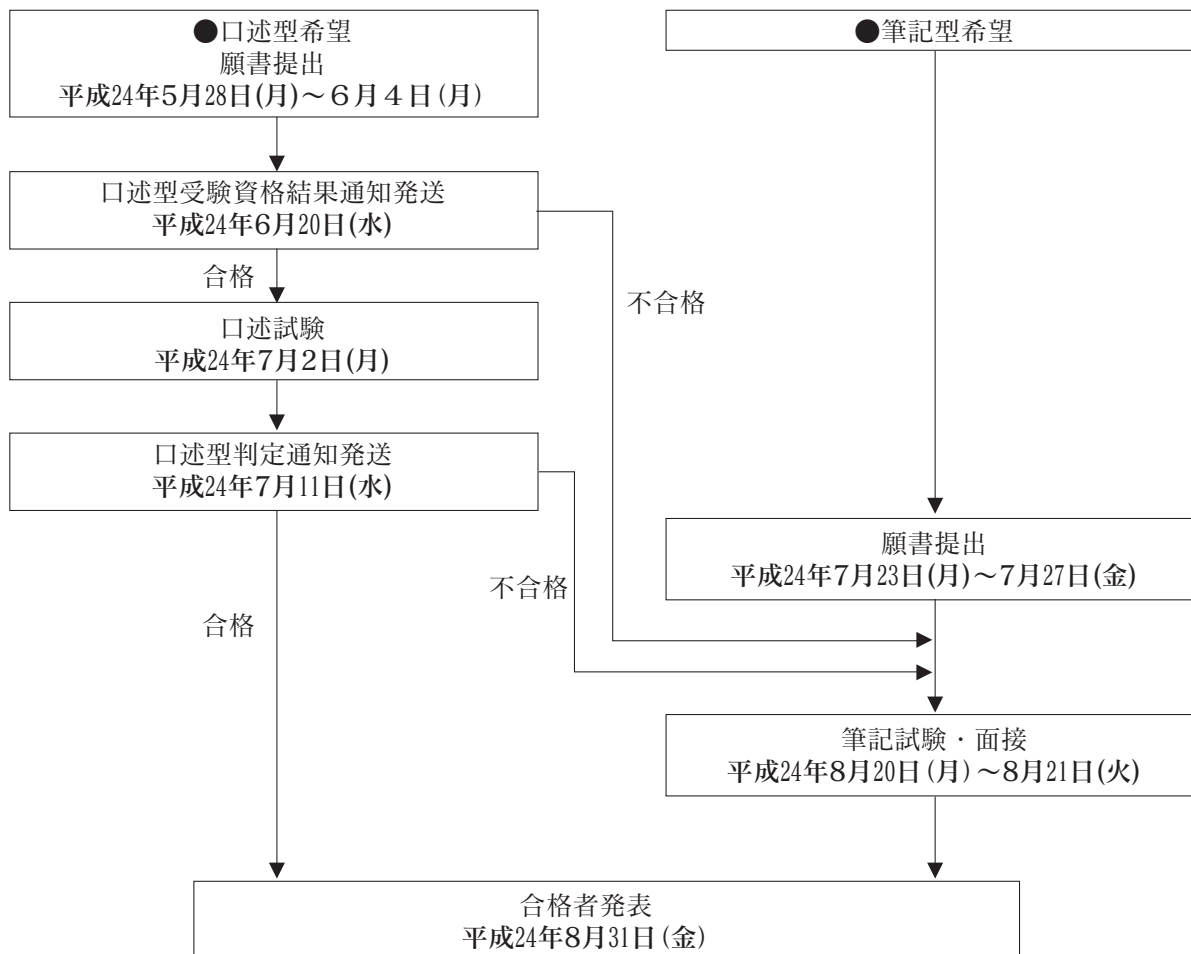 ●口述型希望
願書提出
平成24年5月28日(月)～6月4日(月)
●筆記型希望
口述型受験資格結果通知発送
平成24年6月20日(水)
合格
不合格
口述試験
平成24年7月2日(月)
口述型判定通知発送
平成24年7月11日(水)
不合格
合格
願書提出
平成24年7月23日(月)～7月27日(金)
筆記試験・面接
平成24年8月20日(月)～8月21日(火)
合格者発表
平成24年8月31日(金)